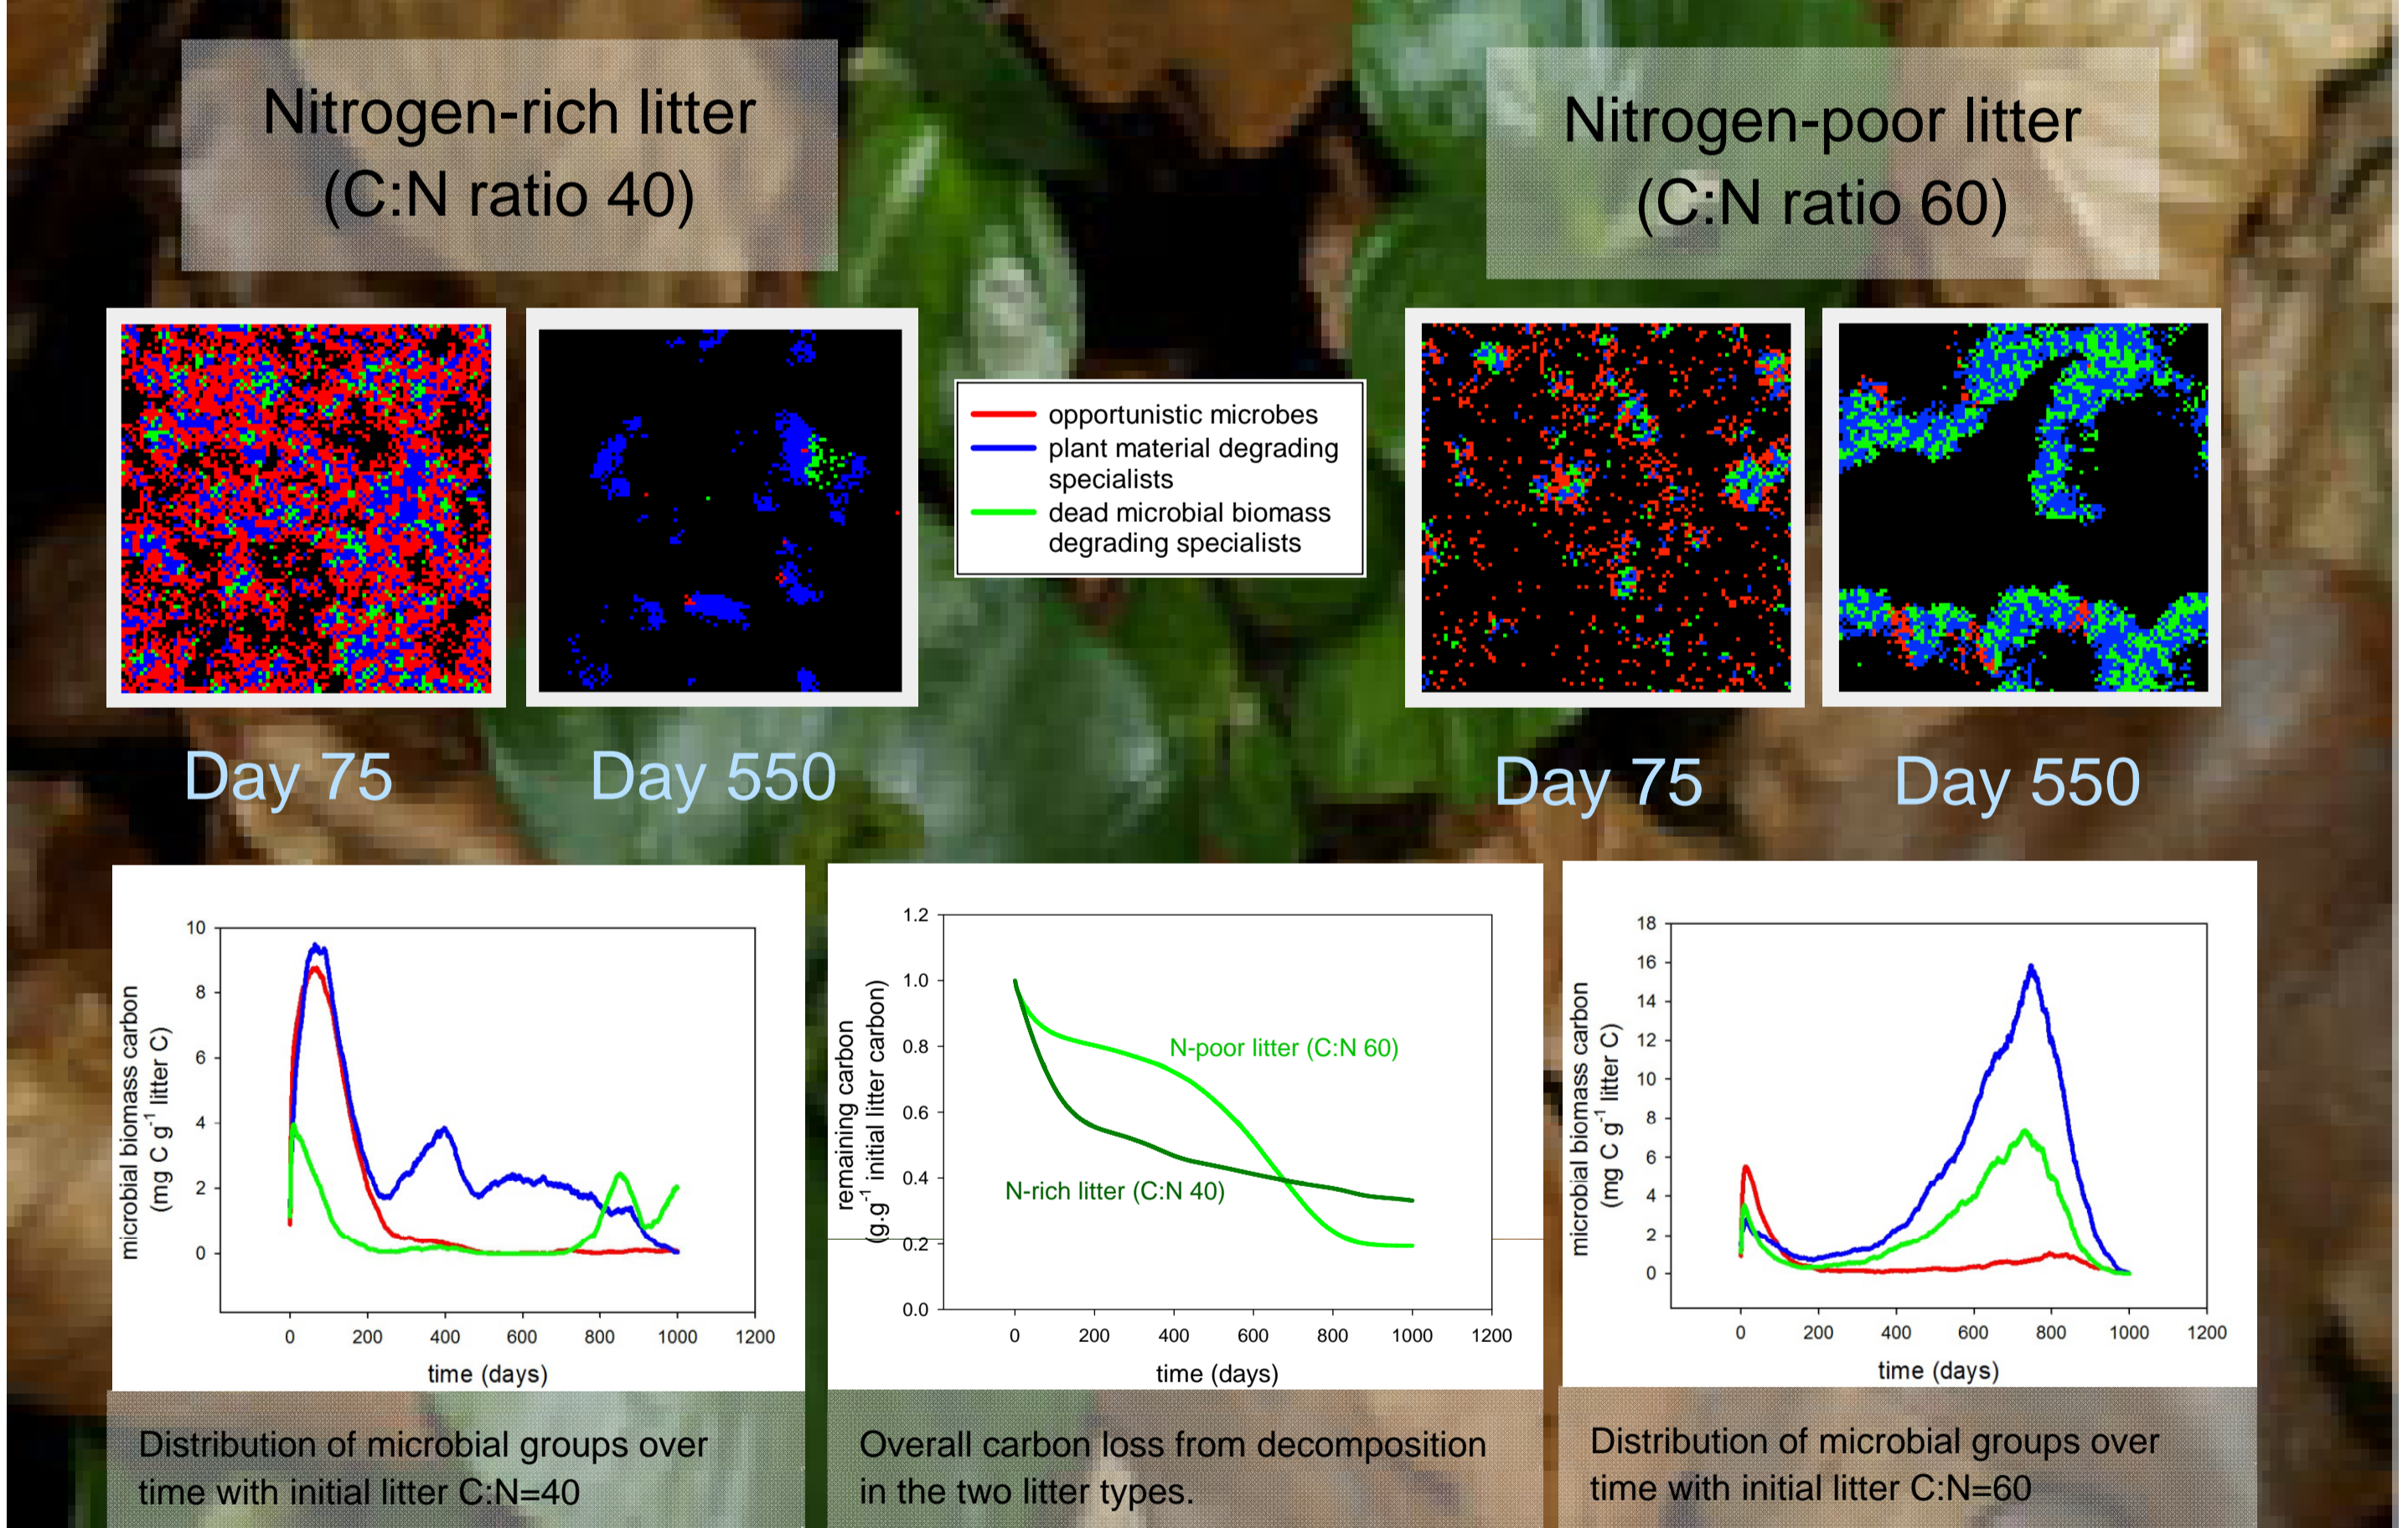 Nitrogen-rich litter
(C:N ratio 40)
Nitrogen-poor litter
(C:N ratio 60)
opportunistic microbes
plant material degrading
specialists
dead microbial biomass
degrading specialists
Day 75
Day 550
Day 75
Day 550
microbial biomass carbon
(mg C g⁻¹ litter C)
10
8
6
4
2
0
0 200 400 600 800 1000 1200
time (days)
remaining carbon
(g.g⁻¹ initial litter carbon)
1.2
1.0
0.8
0.6
0.4
0.2
0.0
N-poor litter (C:N 60)
N-rich litter (C:N 40)
0 200 400 600 800 1000 1200
time (days)
microbial biomass carbon
(mg C g⁻¹ litter C)
18
16
14
12
10
8
6
4
2
0
0 200 400 600 800 1000 1200
time (days)
Distribution of microbial groups over
time with initial litter C:N=40
Overall carbon loss from decomposition
in the two litter types.
Distribution of microbial groups over
time with initial litter C:N=60